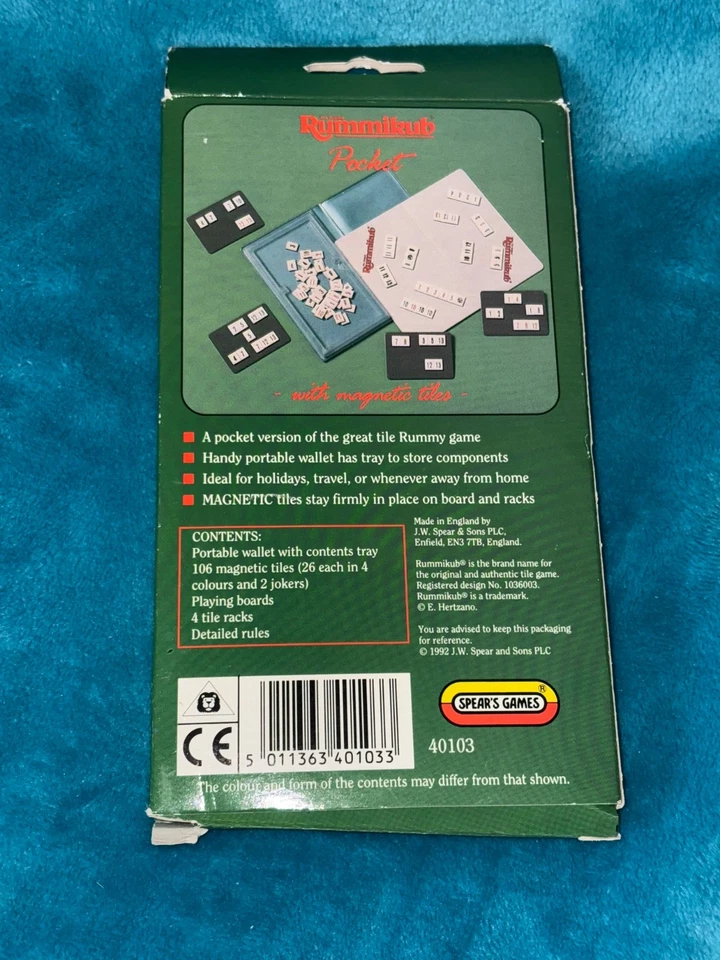 Rummikub
Pocket
Rummikub
Rummikub
- with magnetic tiles -
A pocket version of the great tile Rummy game
Handy portable wallet has tray to store components
Ideal for holidays, travel, or whenever away from home
MAGNETIC tiles stay firmly in place on board and racks
CONTENTS:
Portable wallet with contents tray
106 magnetic tiles (26 each in 4
colours and 2 jokers)
Playing boards
4 tile racks
Detailed rules
Made in England by
J.W. Spear & Sons PLC,
Enfield, EN3 7TB, England.
Rummikub® is the brand name for
the original and authentic tile game.
Registered design No. 1036003.
Rummikub® is a trademark.
© E. Hertzano.
You are advised to keep this packaging
for reference.
© 1992 J.W. Spear and Sons PLC
CE
5 011363 401033
SPEAR'S GAMES ®
40103
The colour and form of the contents may differ from that shown.